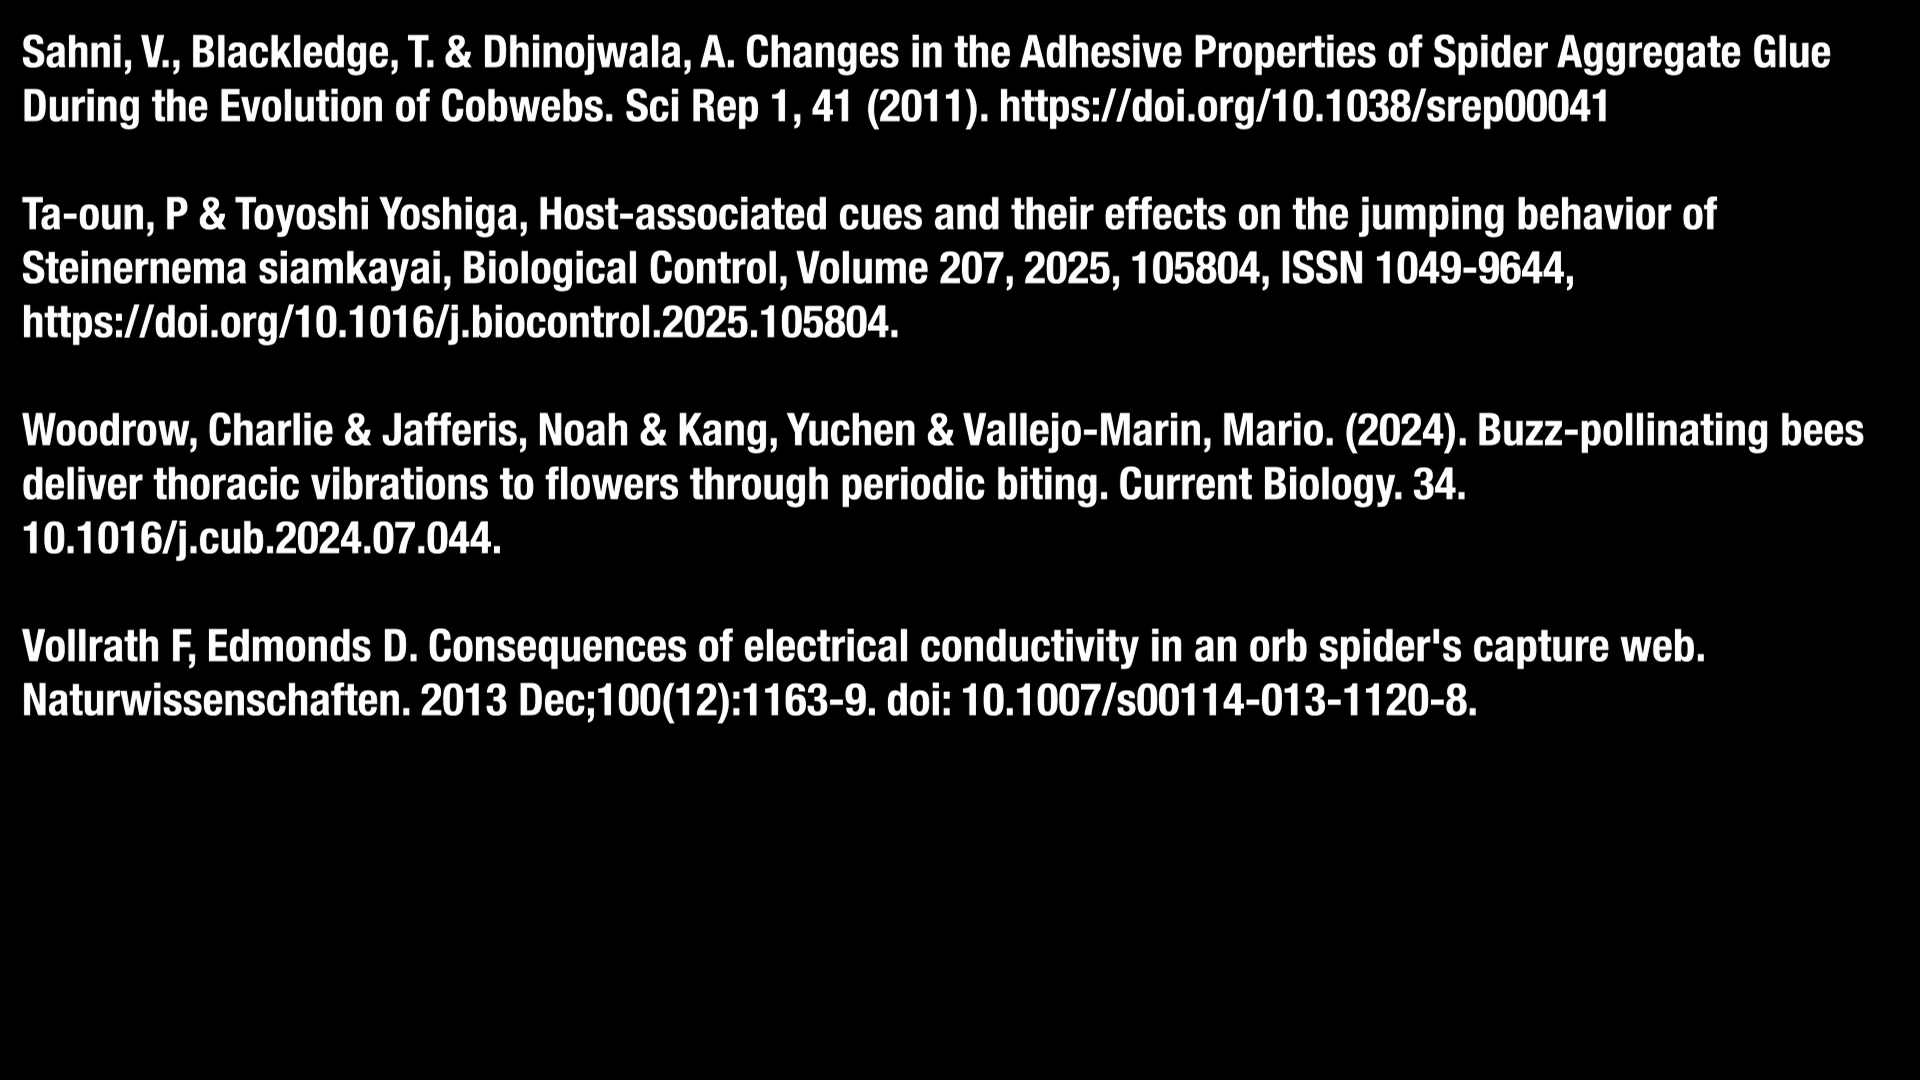 Sahni, V., Blackledge, T. & Dhinojwala, A. Changes in the Adhesive Properties of Spider Aggregate Glue
During the Evolution of Cobwebs. Sci Rep 1, 41 (2011). https://doi.org/10.1038/srep00041
Ta-oun, P & Toyoshi Yoshiga, Host-associated cues and their effects on the jumping behavior of
Steinernema siamkayai, Biological Control, Volume 207, 2025, 105804, ISSN 1049-9644,
https://doi.org/10.1016/j.biocontrol.2025.105804.
Woodrow, Charlie & Jafferis, Noah & Kang, Yuchen & Vallejo-Marin, Mario. (2024). Buzz-pollinating bees
deliver thoracic vibrations to flowers through periodic biting. Current Biology. 34.
10.1016/j.cub.2024.07.044.
Vollrath F, Edmonds D. Consequences of electrical conductivity in an orb spider's capture web.
Naturwissenschaften. 2013 Dec;100(12):1163-9. doi: 10.1007/s00114-013-1120-8.